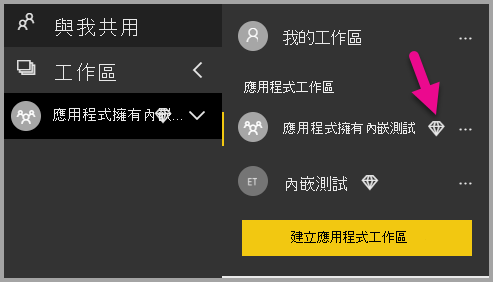 與我共用
工作區
應用程式擁有內嵌...
我的工作區
應用程式工作區
應用程式擁有內嵌測試
ET 內嵌測試
建立應用程式工作區